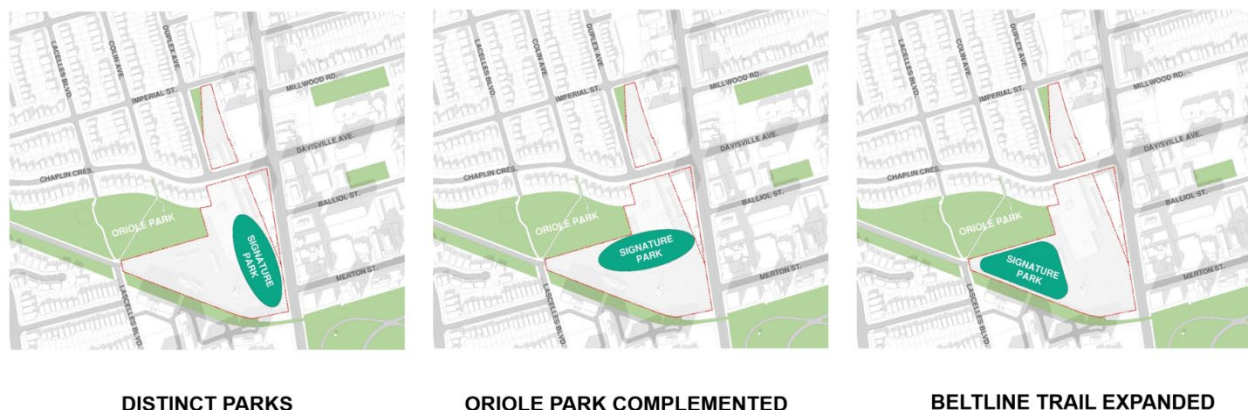 LACELLES BLVD.
COLIN AVE.
DUPLEX AVE.
IMPERIAL ST.
MILLWOOD RD.
DAVISVILLE AVE.
CHAPLIN CRES.
BALLIOL ST.
ORIOLE PARK
SIGNATURE
PARK
MERTON ST.
LASCELLES BLVD.
LACELLES BLVD.
COLIN AVE.
DUPLEX AVE.
IMPERIAL ST.
MILLWOOD RD.
DAVISVILLE AVE.
CHAPLIN CRES.
BALLIOL ST.
ORIOLE PARK
SIGNATURE
PARK
MERTON ST.
LASCELLES BLVD.
LACELLES BLVD.
COLIN AVE.
DUPLEX AVE.
IMPERIAL ST.
MILLWOOD RD.
DAVISVILLE AVE.
CHAPLIN CRES.
BALLIOL ST.
ORIOLE PARK
SIGNATURE
PARK
MERTON ST.
LASCELLES BLVD.
DISTINCT PARKS
ORIOLE PARK COMPLEMENTED
BELTLINE TRAIL EXPANDED